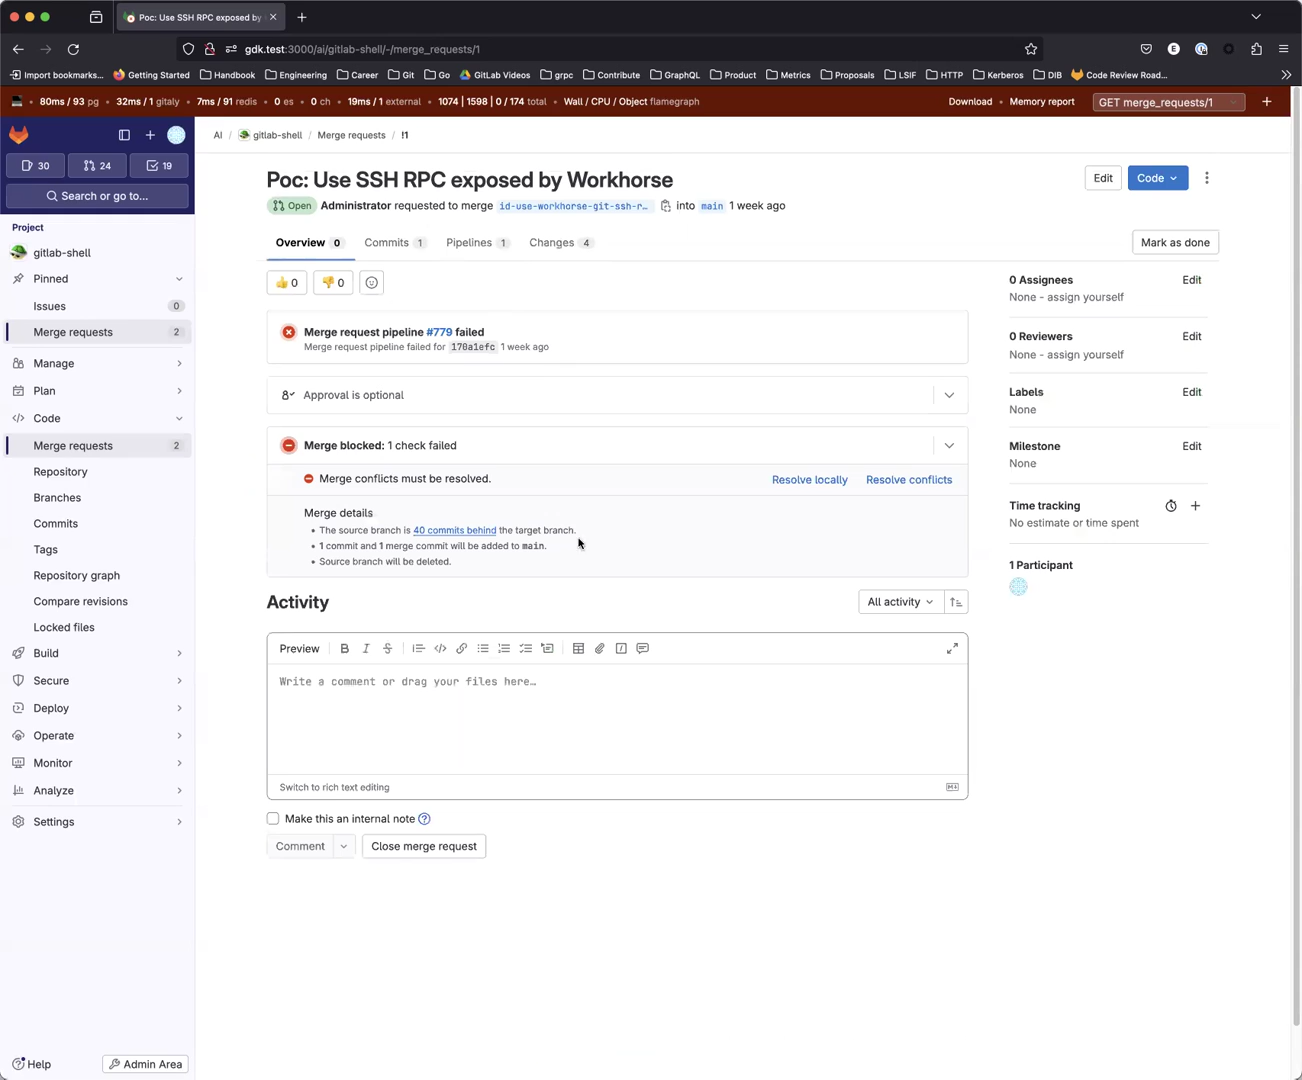 Poc: Use SSH RPC exposed by
gdk.test:3000/ai/gitlab-shell/-/merge_requests/1
Import bookmarks... Getting Started Handbook Engineering Career Git Go GitLab Videos grpc Contribute GraphQL Product Metrics Proposals LSIF HTTP Kerberos DIB Code Review Road...
80ms / 93 pg 32ms / 1 gitaly 7ms / 91 redis 0 es 0 ch 19ms / 1 external 1074 | 1598 | 0 / 174 total Wall / CPU / Object flamegraph Download Memory report GET merge_requests/1
AI / gitlab-shell / Merge requests / !1
30 24 19
Search or go to...
Project
gitlab-shell
Pinned
Issues 0
Merge requests 2
Manage
Plan
Code
Merge requests 2
Repository
Branches
Commits
Tags
Repository graph
Compare revisions
Locked files
Build
Secure
Deploy
Operate
Monitor
Analyze
Settings
Help
Admin Area
Poc: Use SSH RPC exposed by Workhorse
Edit Code
Open Administrator requested to merge id-use-workhorse-git-ssh-r… into main 1 week ago
Overview 0 Commits 1 Pipelines 1 Changes 4
Mark as done
👍 0 👎 0
Merge request pipeline #779 failed
Merge request pipeline failed for 170a1efc 1 week ago
Approval is optional
Merge blocked: 1 check failed
Merge conflicts must be resolved. Resolve locally Resolve conflicts
Merge details
• The source branch is 40 commits behind the target branch.
• 1 commit and 1 merge commit will be added to main.
• Source branch will be deleted.
Activity
All activity
Preview
Write a comment or drag your files here…
Switch to rich text editing
Make this an internal note
Comment Close merge request
0 Assignees Edit
None - assign yourself
0 Reviewers Edit
None - assign yourself
Labels Edit
None
Milestone Edit
None
Time tracking
No estimate or time spent
1 Participant